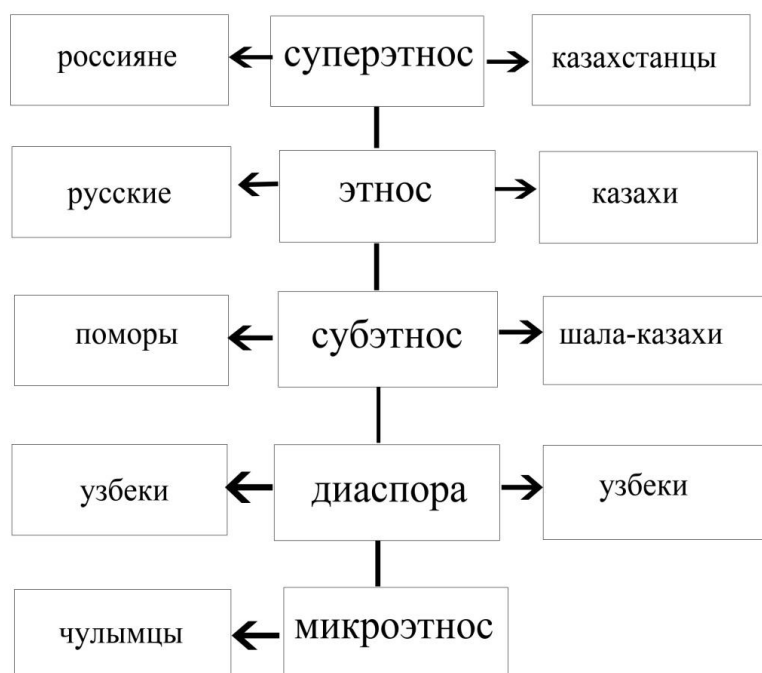 россияне
суперэтнос
казахстанцы
русские
этнос
казахи
поморы
субэтнос
шала-казахи
узбеки
диаспора
узбеки
чулымцы
микроэтнос